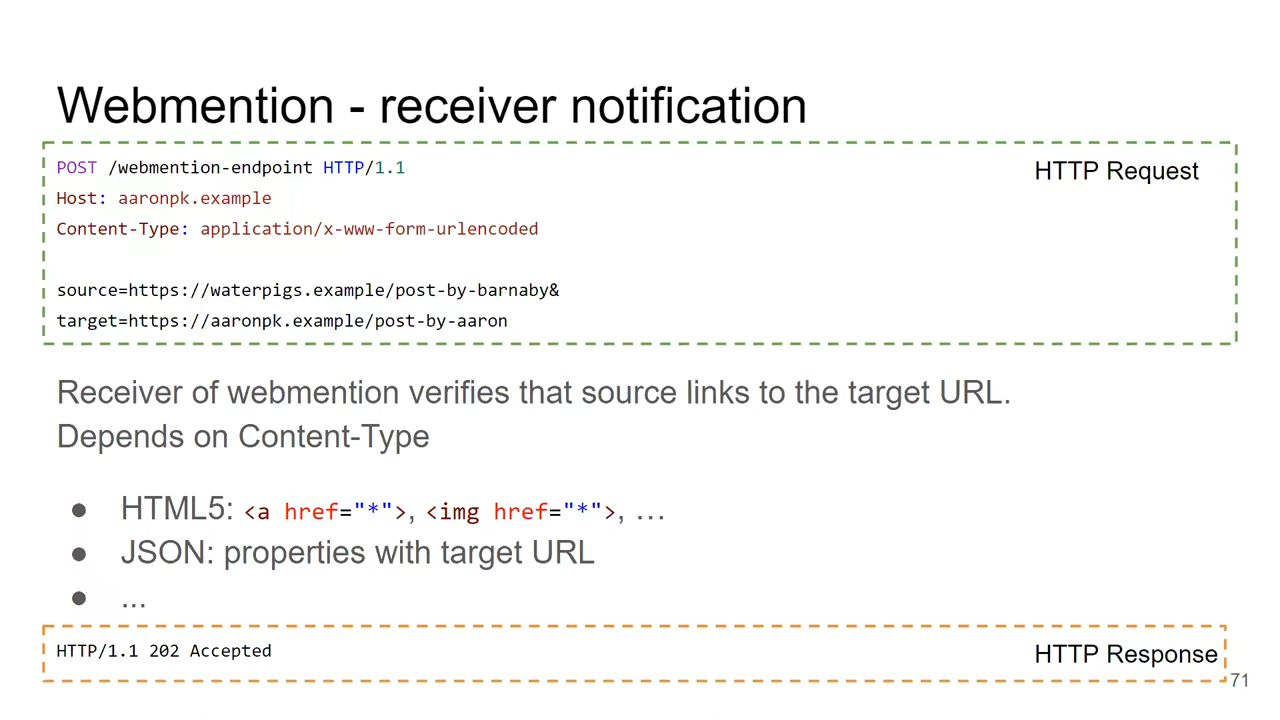 Webmention - receiver notification
POST /webmention-endpoint HTTP/1.1
HTTP Request
Host: aaronpk.example
Content-Type: application/x-www-form-urlencoded
source=https://waterpigs.example/post-by-barnaby&
target=https://aaronpk.example/post-by-aaron
Receiver of webmention verifies that source links to the target URL.
Depends on Content-Type
● HTML5: <a href="*">, <img href="*">, …
● JSON: properties with target URL
● ...
HTTP/1.1 202 Accepted
HTTP Response
71